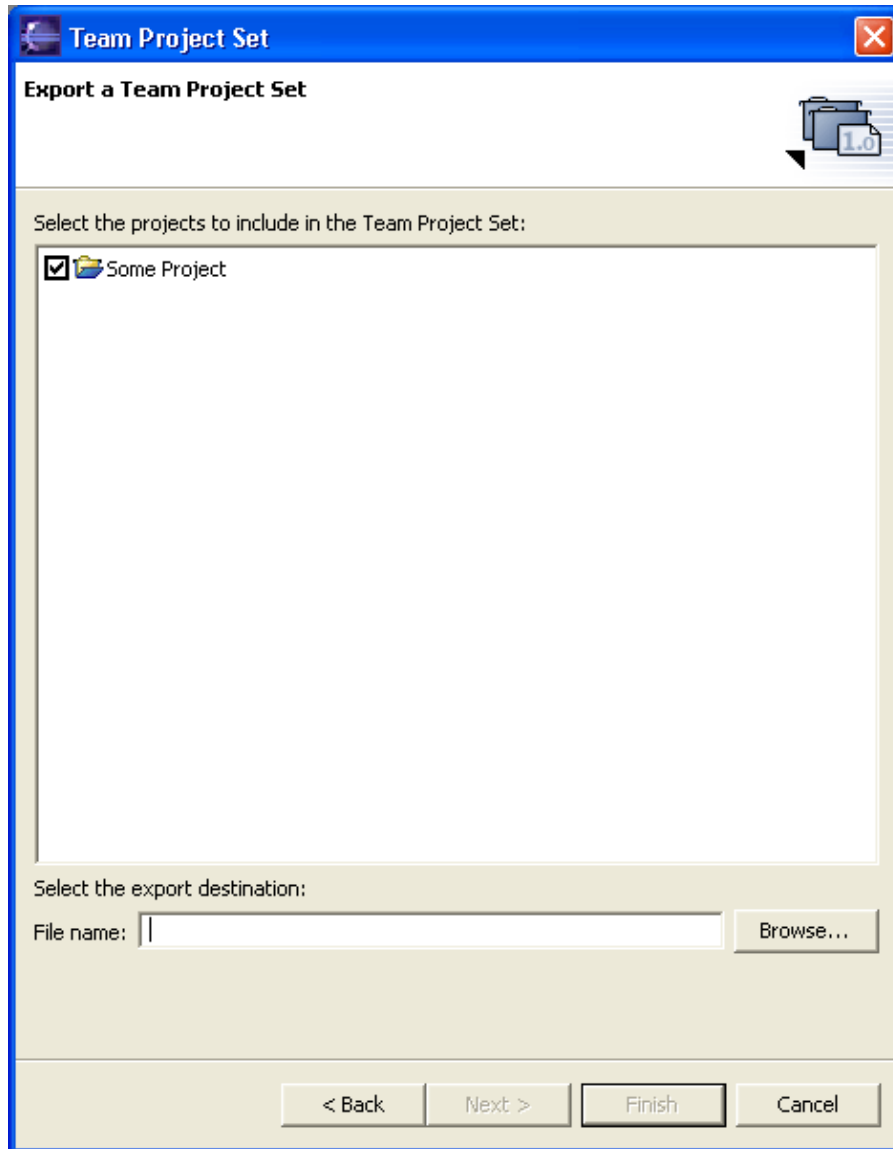 Team Project Set
Export a Team Project Set
1.0
Select the projects to include in the Team Project Set:
Some Project
Select the export destination:
File name:
Browse...
< Back
Next >
Finish
Cancel